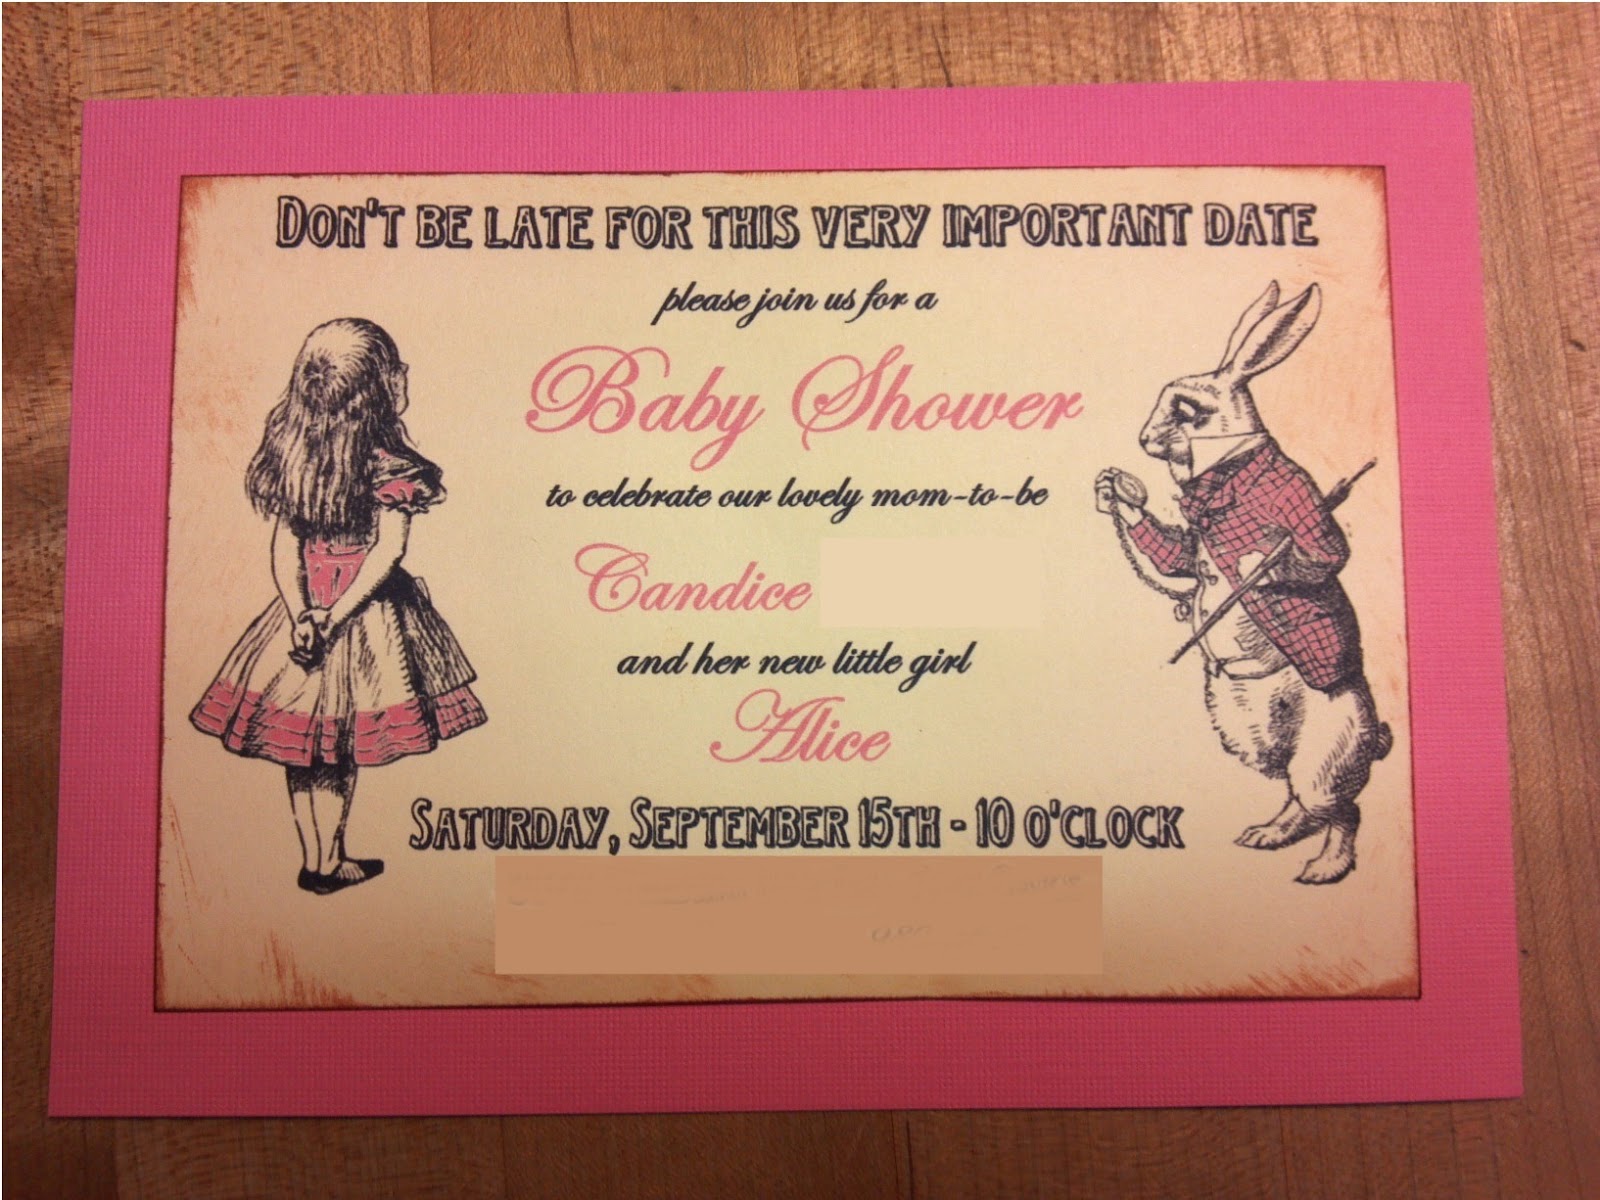 Don't be late for this very important date
please join us for a
Baby Shower
to celebrate our lovely mom-to-be
Candice
and her new little girl
Alice
Saturday, September 15th - 10 o'clock